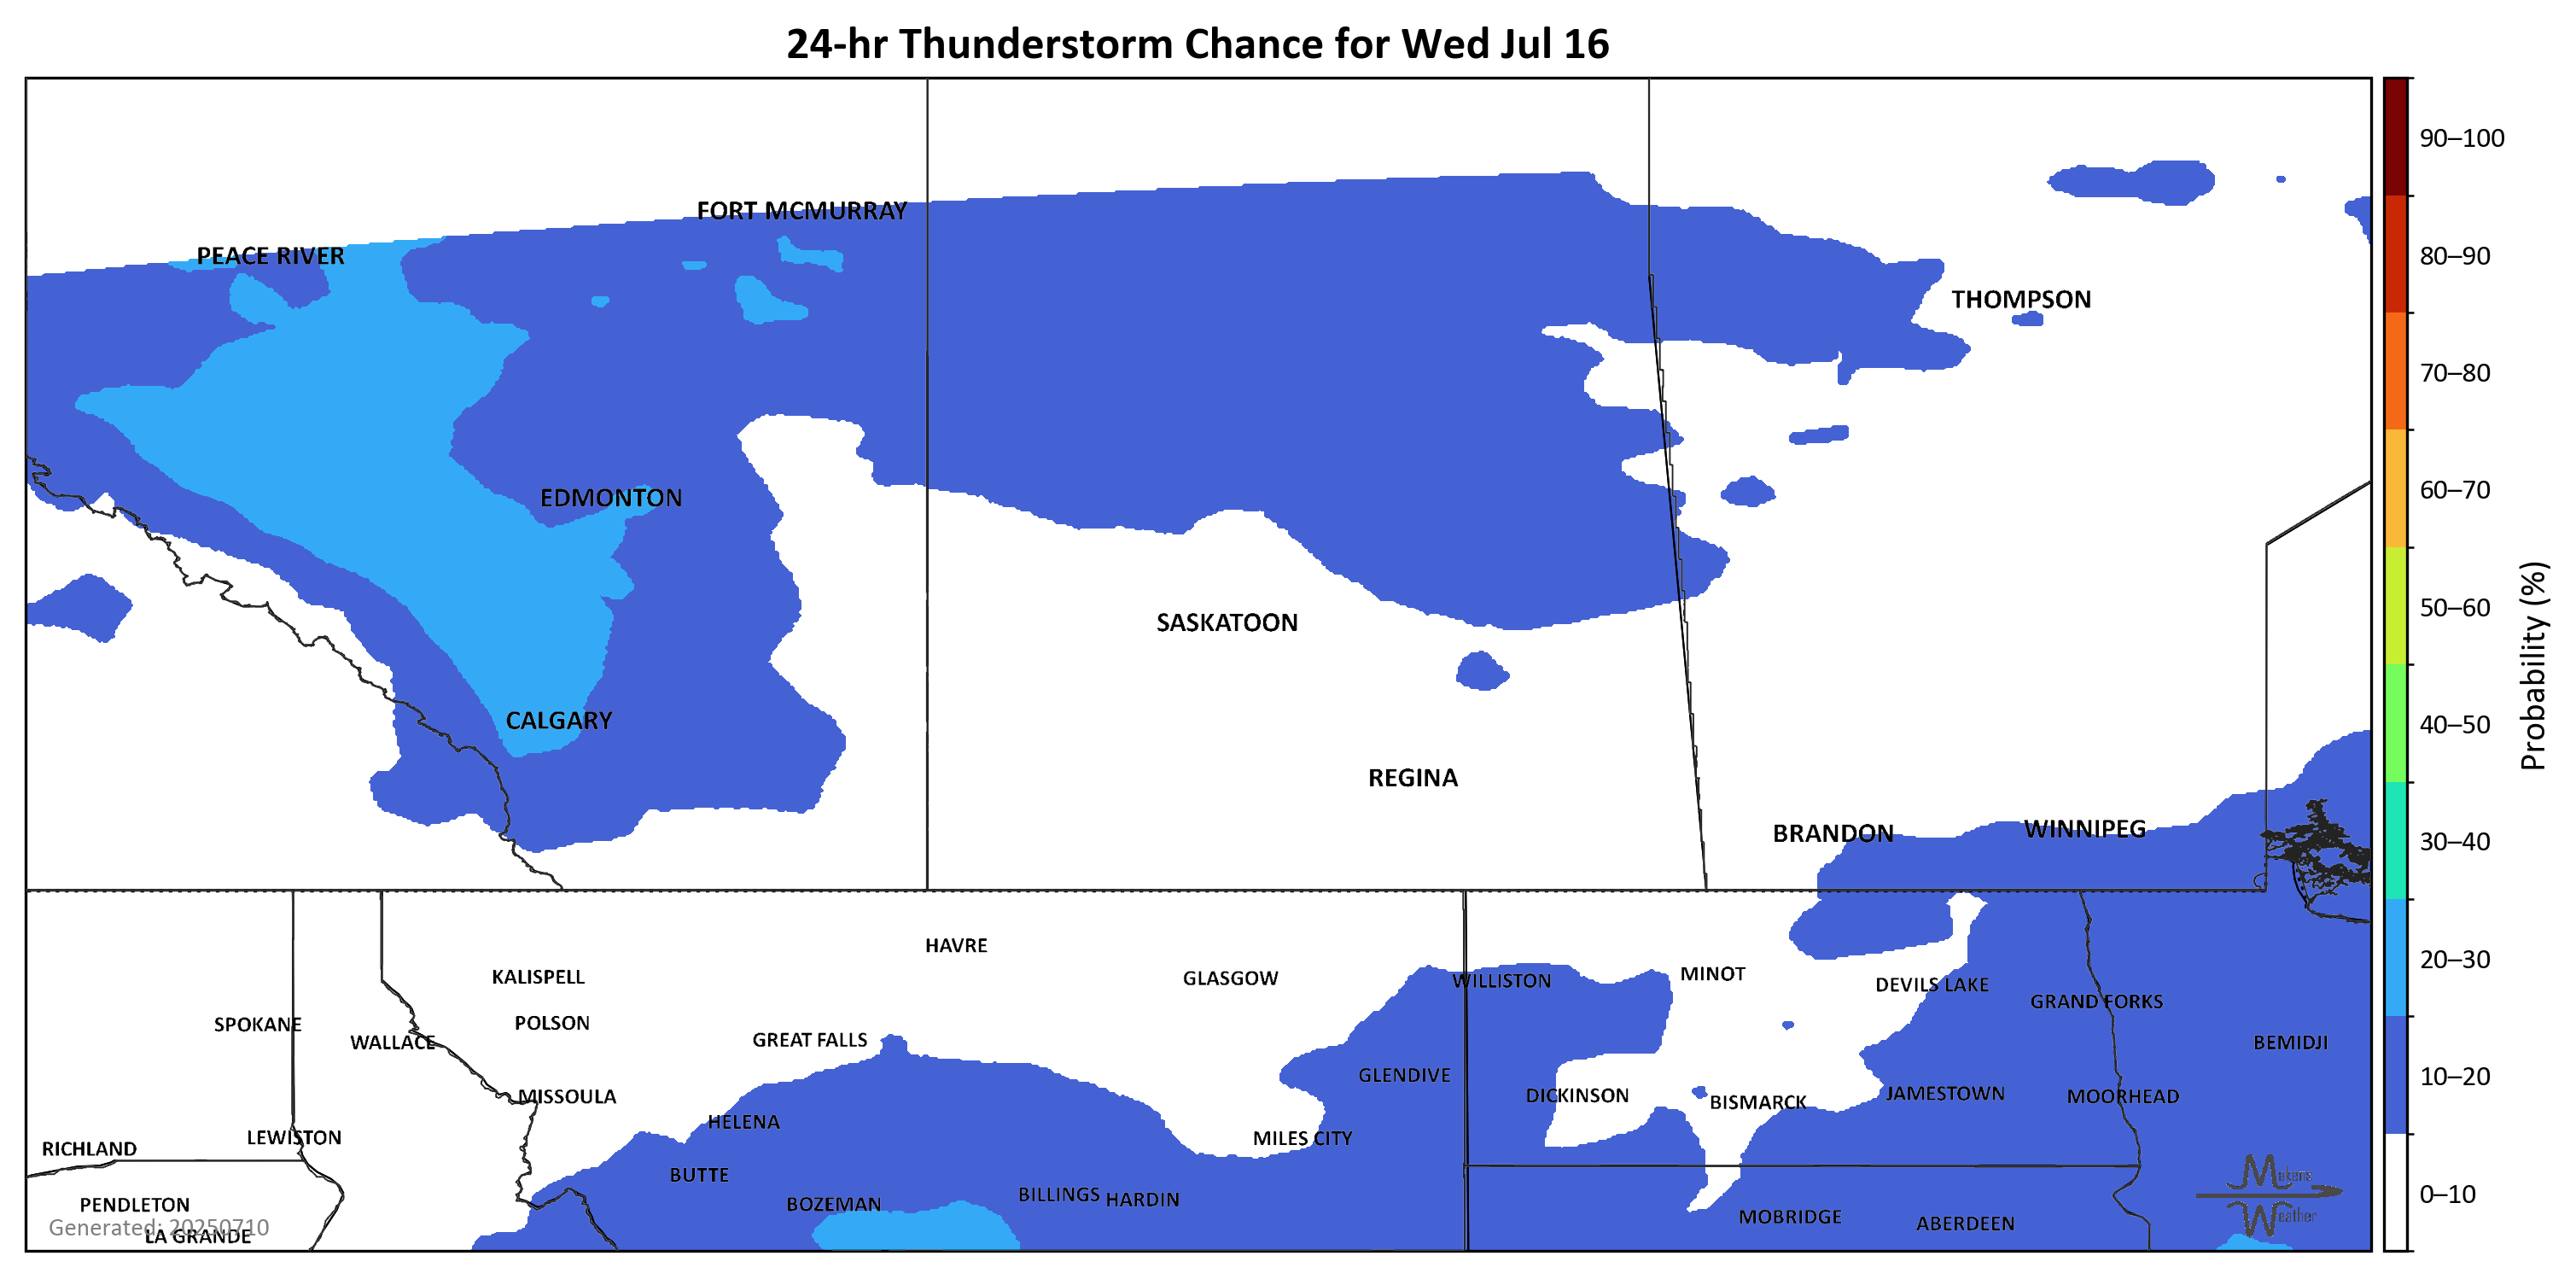 24-hr Thunderstorm Chance for Wed Jul 16
90–100
FORT MCMURRAY
PEACE RIVER
80–90
THOMPSON
70–80
60–70
EDMONTON
50–60
SASKATOON
CALGARY
40–50
Probability (%)
REGINA
BRANDON
WINNIPEG
30–40
HAVRE
KALISPELL
GLASGOW
WILLISTON
MINOT
DEVILS LAKE
20–30
GRAND FORKS
SPOKANE
POLSON
WALLACE
GREAT FALLS
BEMIDJI
GLENDIVE
10–20
MISSOULA
DICKINSON
BISMARCK
JAMESTOWN
MOORHEAD
HELENA
LEWISTON
MILES CITY
RICHLAND
BUTTE
Makens
Weather
0–10
PENDLETON
BOZEMAN
BILLINGS
HARDIN
MOBRIDGE
ABERDEEN
Generated: 20250710
LA GRANDE